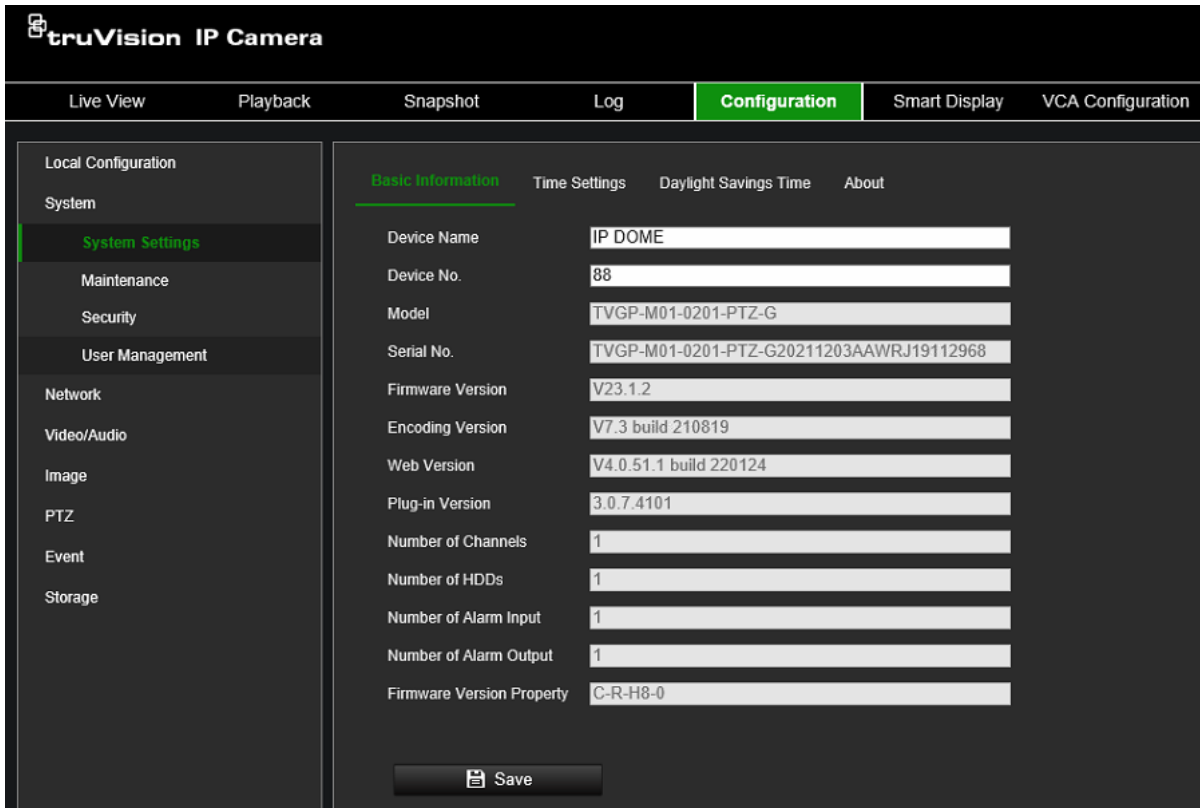 truVision IP Camera
Live View Playback Snapshot Log Configuration Smart Display VCA Configuration
Local Configuration
System
System Settings
Maintenance
Security
User Management
Network
Video/Audio
Image
PTZ
Event
Storage
Basic Information Time Settings Daylight Savings Time About
Device Name IP DOME
Device No. 88
Model TVGP-M01-0201-PTZ-G
Serial No. TVGP-M01-0201-PTZ-G20211203AAWRJ19112968
Firmware Version V23.1.2
Encoding Version V7.3 build 210819
Web Version V4.0.51.1 build 220124
Plug-in Version 3.0.7.4101
Number of Channels 1
Number of HDDs 1
Number of Alarm Input 1
Number of Alarm Output 1
Firmware Version Property C-R-H8-0
Save